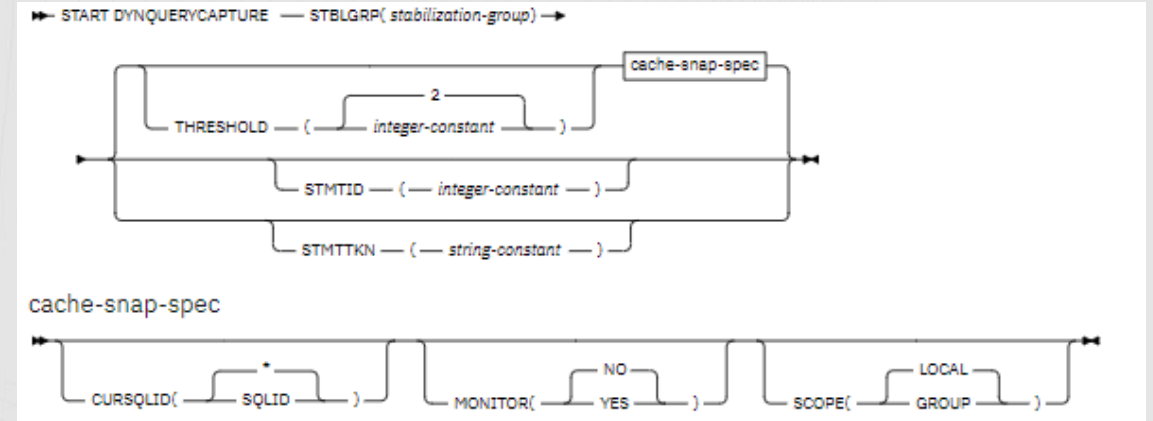 START DYNQUERYCAPTURE STBLGRP( stabilization-group)
cache-snap-spec
2
THRESHOLD ( integer-constant )
STMTID ( integer-constant )
STMTTKN ( string-constant )
cache-snap-spec
* NO LOCAL
CURSQLID( SQLID ) MONITOR( YES ) SCOPE( GROUP )